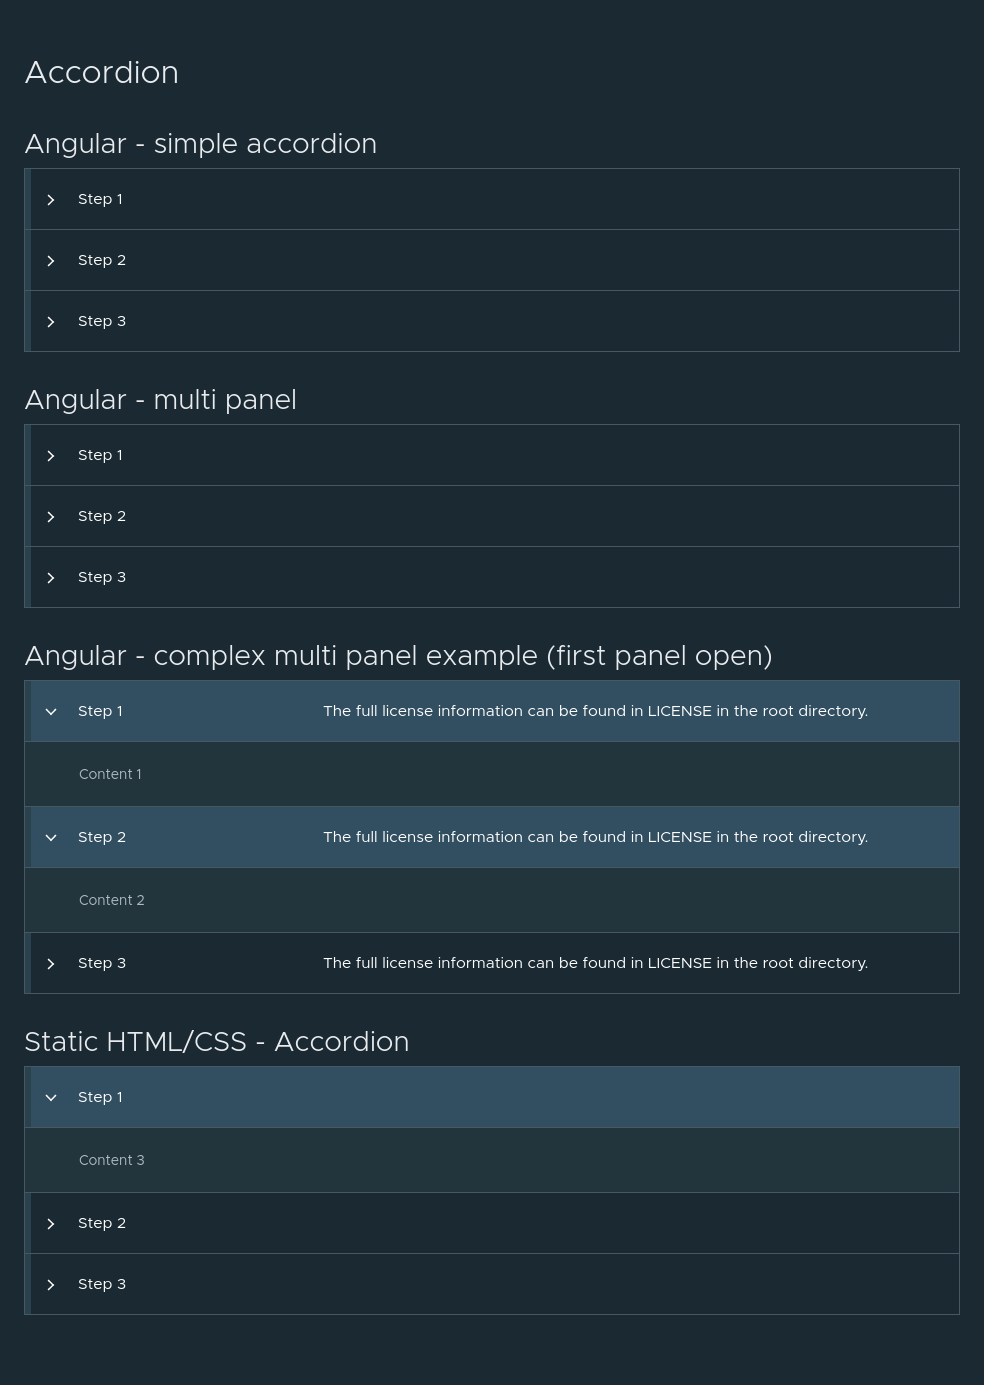 Accordion
Angular - simple accordion
Step 1
Step 2
Step 3
Angular - multi panel
Step 1
Step 2
Step 3
Angular - complex multi panel example (first panel open)
Step 1 The full license information can be found in LICENSE in the root directory.
Content 1
Step 2 The full license information can be found in LICENSE in the root directory.
Content 2
Step 3 The full license information can be found in LICENSE in the root directory.
Static HTML/CSS - Accordion
Step 1
Content 3
Step 2
Step 3